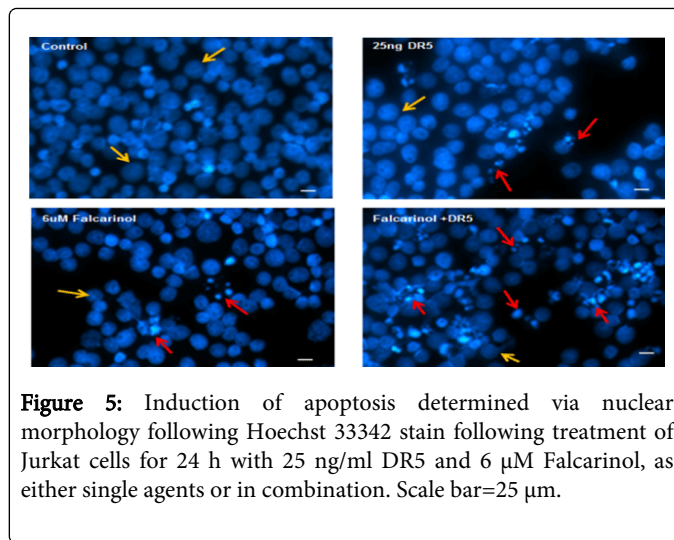 Control
25ng DR5
6uM Falcarinol
Falcarinol +DR5
Figure 5: Induction of apoptosis determined via nuclear
morphology following Hoechst 33342 stain following treatment of
Jurkat cells for 24 h with 25 ng/ml DR5 and 6 μM Falcarinol, as
either single agents or in combination. Scale bar=25 μm.